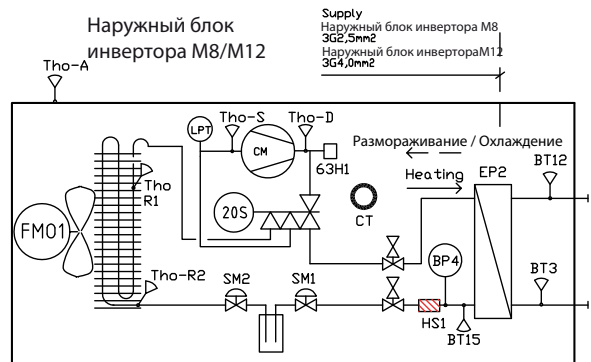 Наружный блок
инвертора M8/M12
Supply
Наружный блок инвертора M8
3G2,5mm2
Наружный блок инвертораM12
3G4,0mm2
Tho-A
LPT
Tho-S
Tho-D
CM
63H1
Размораживание / Охлаждение
Heating
EP2
BT12
Tho
R1
20S
CT
FM01
Tho-R2
SM2
SM1
BP4
BT3
HS1
BT15